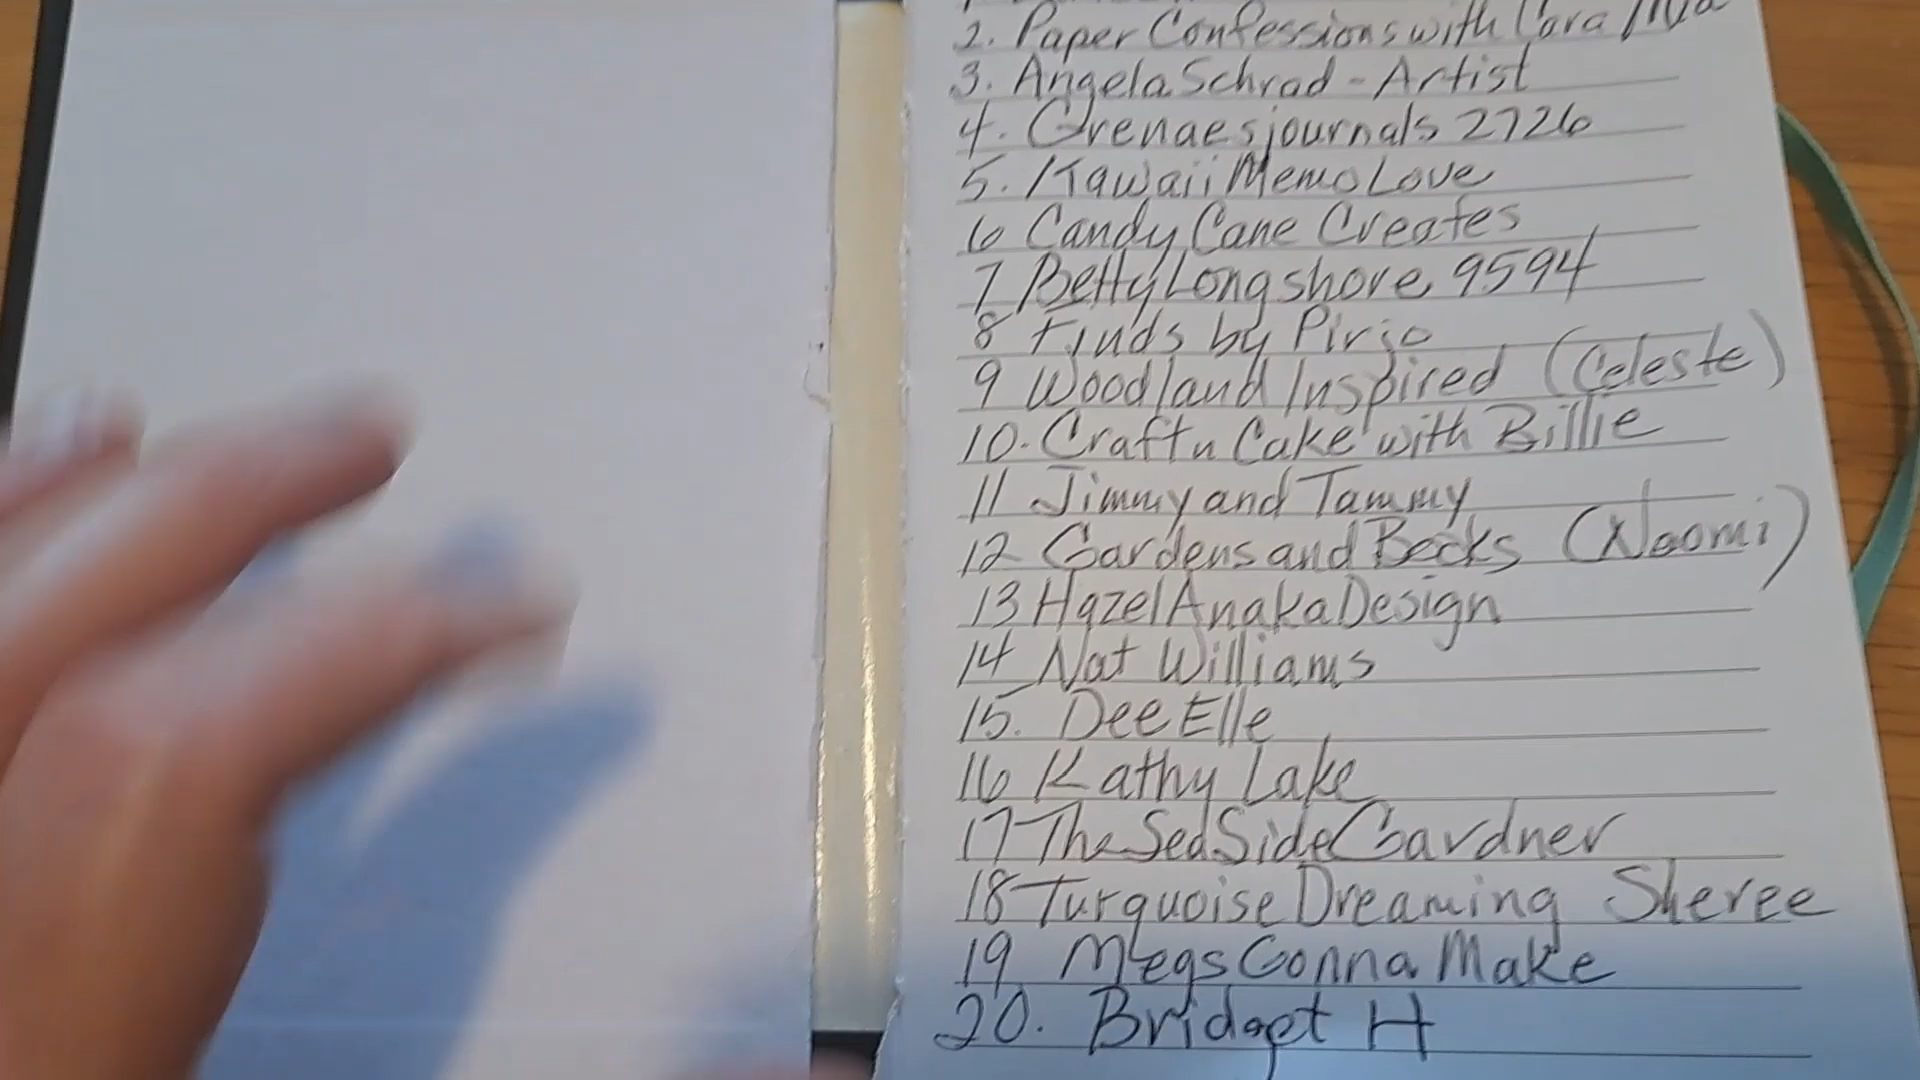 2. Paper Confessions with Cara Mia
3. Angela Schrad - Artist
4. Grenaesjournals 2726
5. KawaiiMemoLove
6 Candy Cane Creates
7 BettyLongshore 9594
8 Finds by Pirjo
9 Woodland Inspired (Celeste)
10. Craft n Cake with Billie
11 Jimmy and Tammy
12 Gardens and Books (Naomi)
13 HazelAnakaDesign
14 Nat Williams
15. Dee Elle
16 Kathy Lake
17 TheSeaSideGardner
18 Turquoise Dreaming Sheree
19 MegsGonnaMake
20. Bridget H